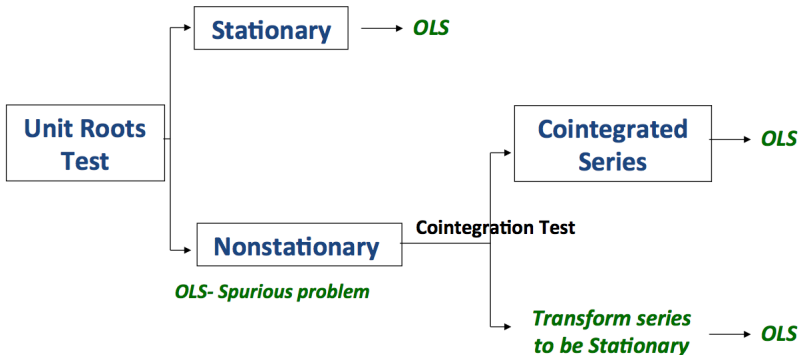 Stationary
OLS
Unit Roots
Test
Cointegrated
Series
OLS
Nonstationary
Cointegration Test
OLS- Spurious problem
Transform series
to be Stationary
OLS